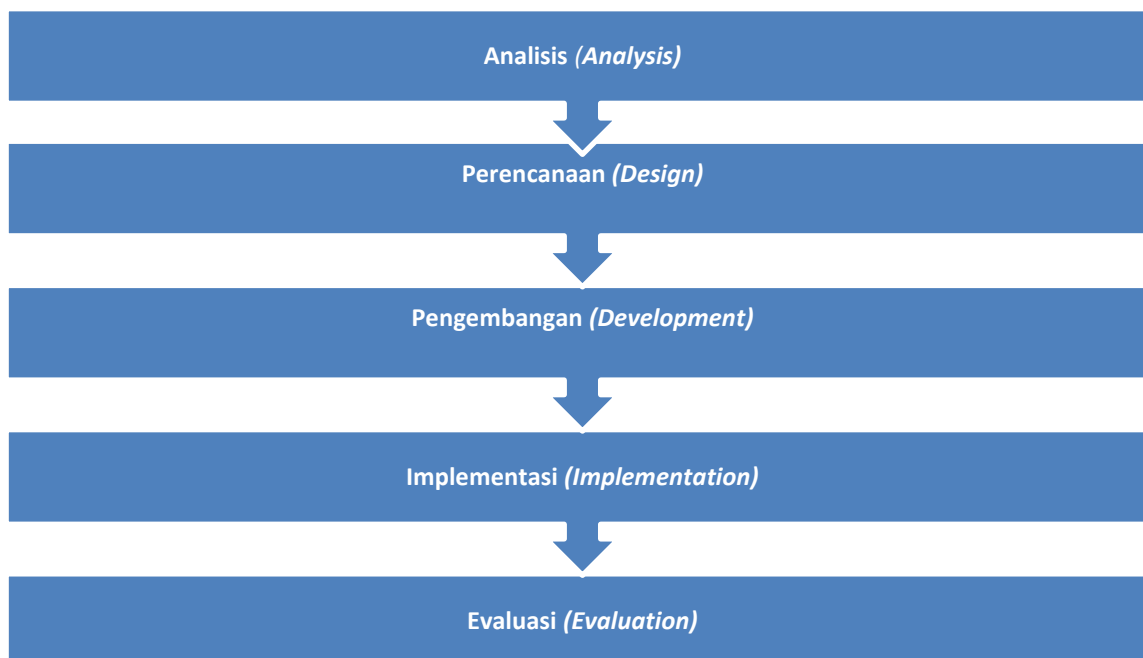 Analisis (Analysis)
Perencanaan (Design)
Pengembangan (Development)
Implementasi (Implementation)
Evaluasi (Evaluation)